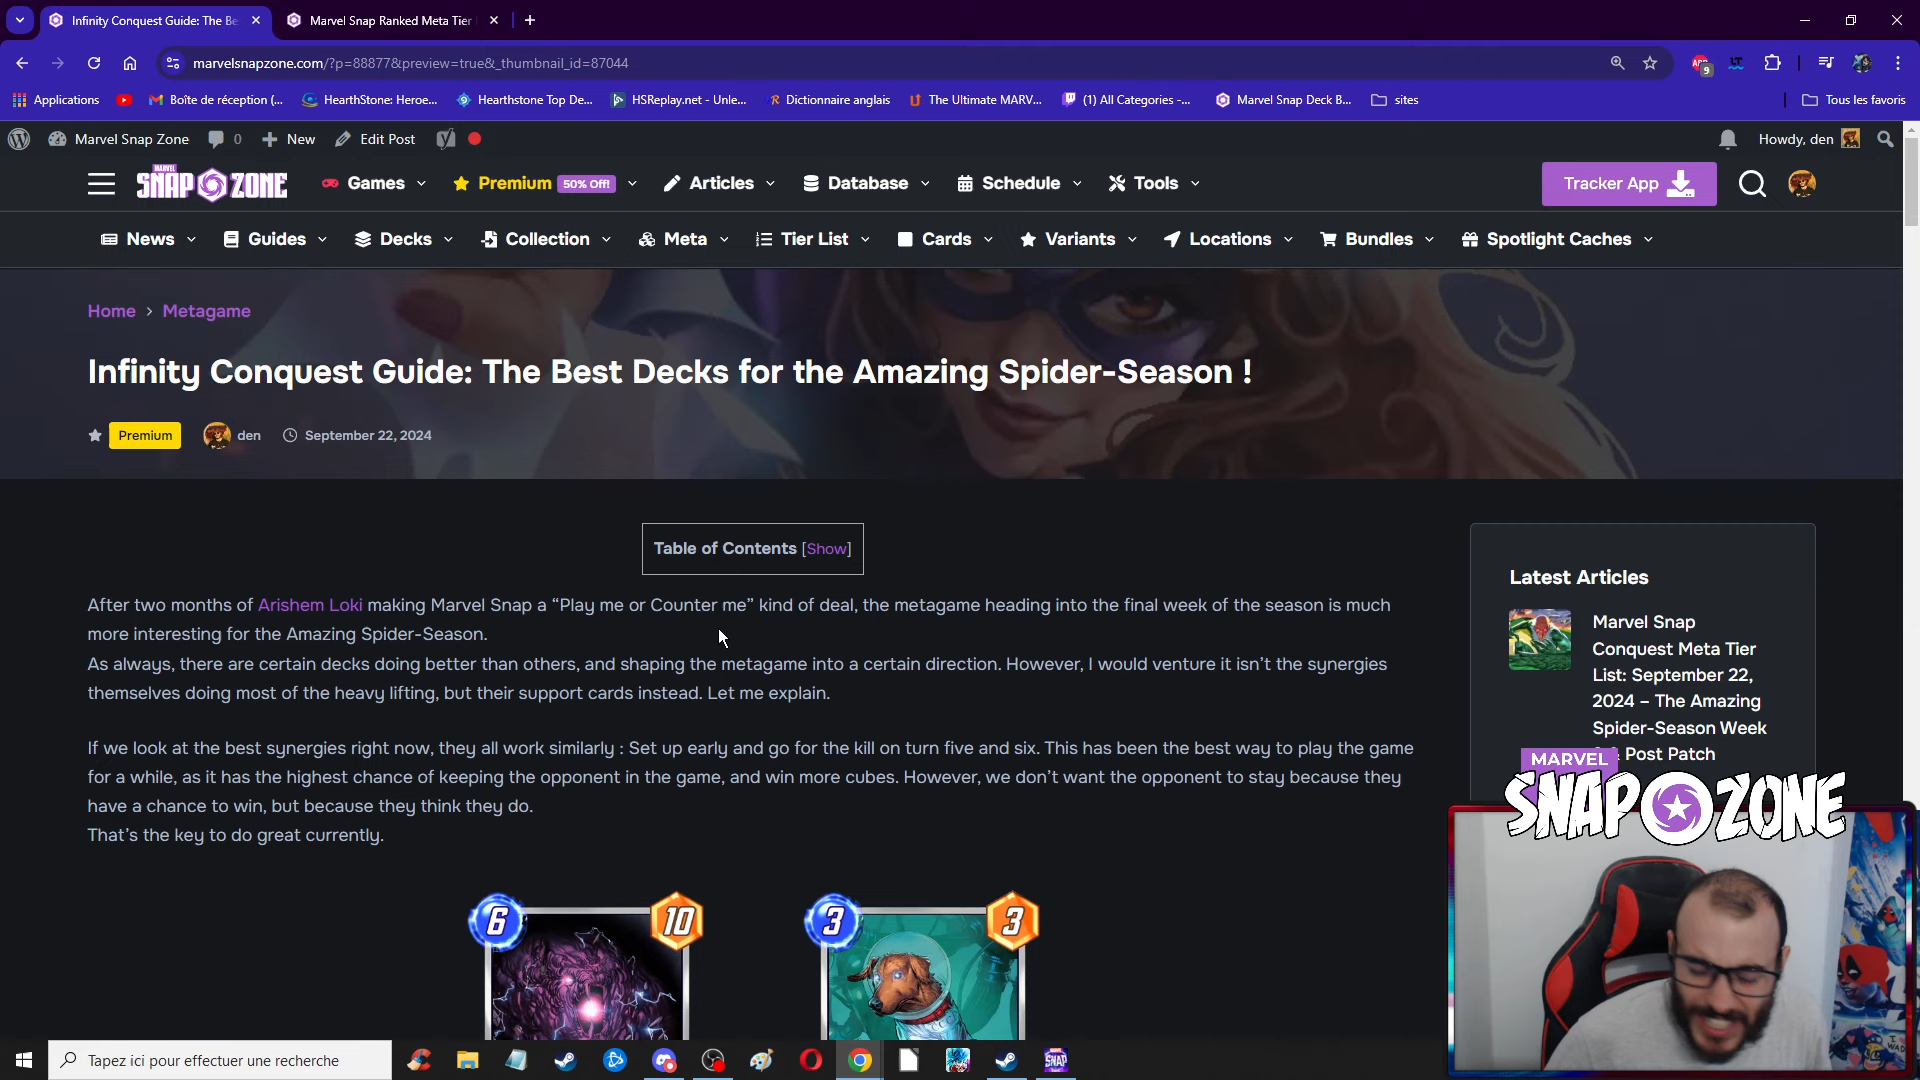 Infinity Conquest Guide: The Be
Marvel Snap Ranked Meta Tier
marvelsnapzone.com/?p=88877&preview=true&_thumbnail_id=87044
Applications
Boîte de réception (...
HearthStone: Heroe...
Hearthstone Top De...
HSReplay.net - Unle...
Dictionnaire anglais
The Ultimate MARV...
(1) All Categories -...
Marvel Snap Deck B...
sites
Tous les favoris
Marvel Snap Zone
0
New
Edit Post
Howdy, den
MARVEL
SNAP ZONE
Games
Premium 50% Off!
Articles
Database
Schedule
Tools
Tracker App
News
Guides
Decks
Collection
Meta
Tier List
Cards
Variants
Locations
Bundles
Spotlight Caches
Home > Metagame
Infinity Conquest Guide: The Best Decks for the Amazing Spider-Season !
Premium
den
September 22, 2024
Table of Contents [Show]
After two months of Arishem Loki making Marvel Snap a “Play me or Counter me” kind of deal, the metagame heading into the final week of the season is much
more interesting for the Amazing Spider-Season.
As always, there are certain decks doing better than others, and shaping the metagame into a certain direction. However, I would venture it isn’t the synergies
themselves doing most of the heavy lifting, but their support cards instead. Let me explain.
If we look at the best synergies right now, they all work similarly : Set up early and go for the kill on turn five and six. This has been the best way to play the game
for a while, as it has the highest chance of keeping the opponent in the game, and win more cubes. However, we don’t want the opponent to stay because they
have a chance to win, but because they think they do.
That’s the key to do great currently.
6
10
3
3
Latest Articles
Marvel Snap
Conquest Meta Tier
List: September 22,
2024 – The Amazing
Spider-Season Week
Post Patch
MARVEL
SNAP ZONE
Tapez ici pour effectuer une recherche